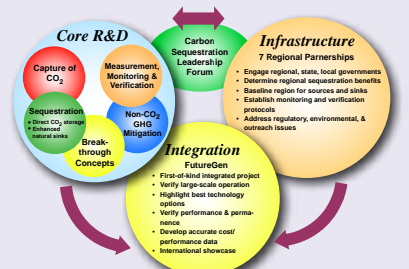 Core R&D
Capture of
CO₂
Measurement,
Monitoring &
Verification
Sequestration
• Direct CO₂ storage
• Enhanced
natural sinks
Non-CO₂
GHG
Mitigation
Break-
through
Concepts
Carbon
Sequestration
Leadership
Forum
Infrastructure
7 Regional Parnerships
• Engage regional, state, local governments
• Determine regional sequestration benefits
• Baseline region for sources and sinks
• Establish monitoring and verification
protocols
• Address regulatory, environmental, &
outreach issues
Integration
FutureGen
• First-of-kind integrated project
• Verify large-scale operation
• Highlight best technology
options
• Verify performance & perma-
nence
• Develop accurate cost/
performance data
• International showcase